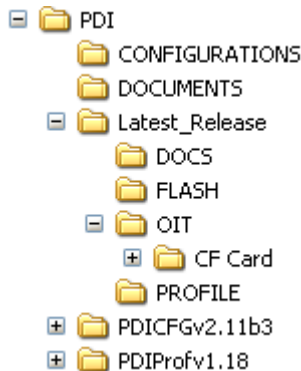 PDI
CONFIGURATIONS
DOCUMENTS
Latest_Release
DOCS
FLASH
OIT
CF Card
PROFILE
PDICFGv2.11b3
PDIProfv1.18